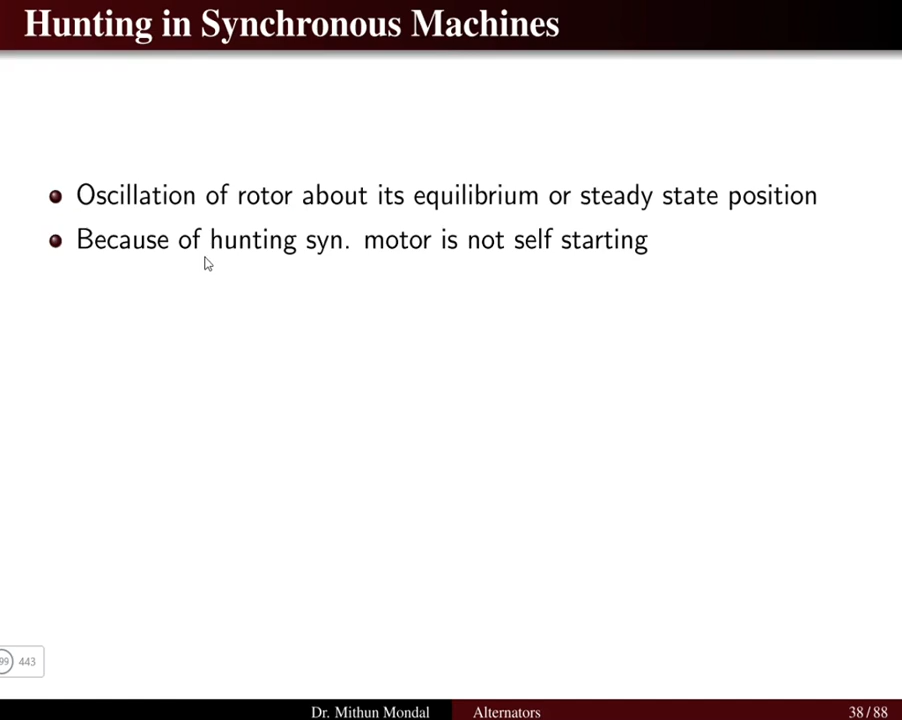 Hunting in Synchronous Machines
Oscillation of rotor about its equilibrium or steady state position
Because of hunting syn. motor is not self starting
99 443
Dr. Mithun Mondal Alternators 38/88